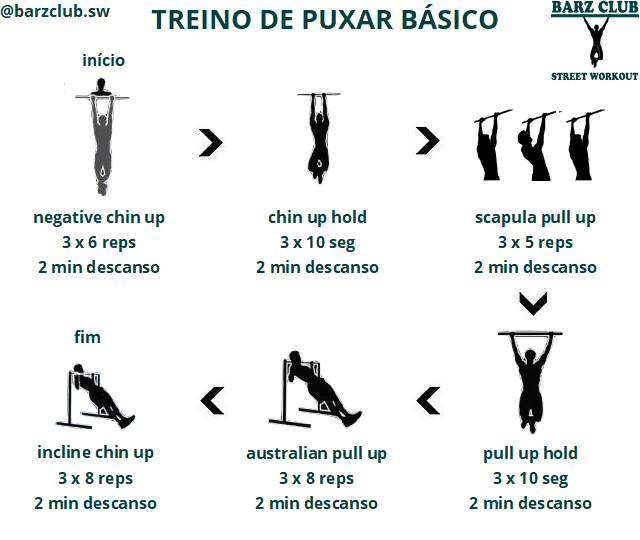 @barzclub.sw
TREINO DE PUXAR BÁSICO
BARZ CLUB
STREET WORKOUT
início
negative chin up
3 x 6 reps
2 min descanso
chin up hold
3 x 10 seg
2 min descanso
scapula pull up
3 x 5 reps
2 min descanso
pull up hold
3 x 10 seg
2 min descanso
australian pull up
3 x 8 reps
2 min descanso
fim
incline chin up
3 x 8 reps
2 min descanso